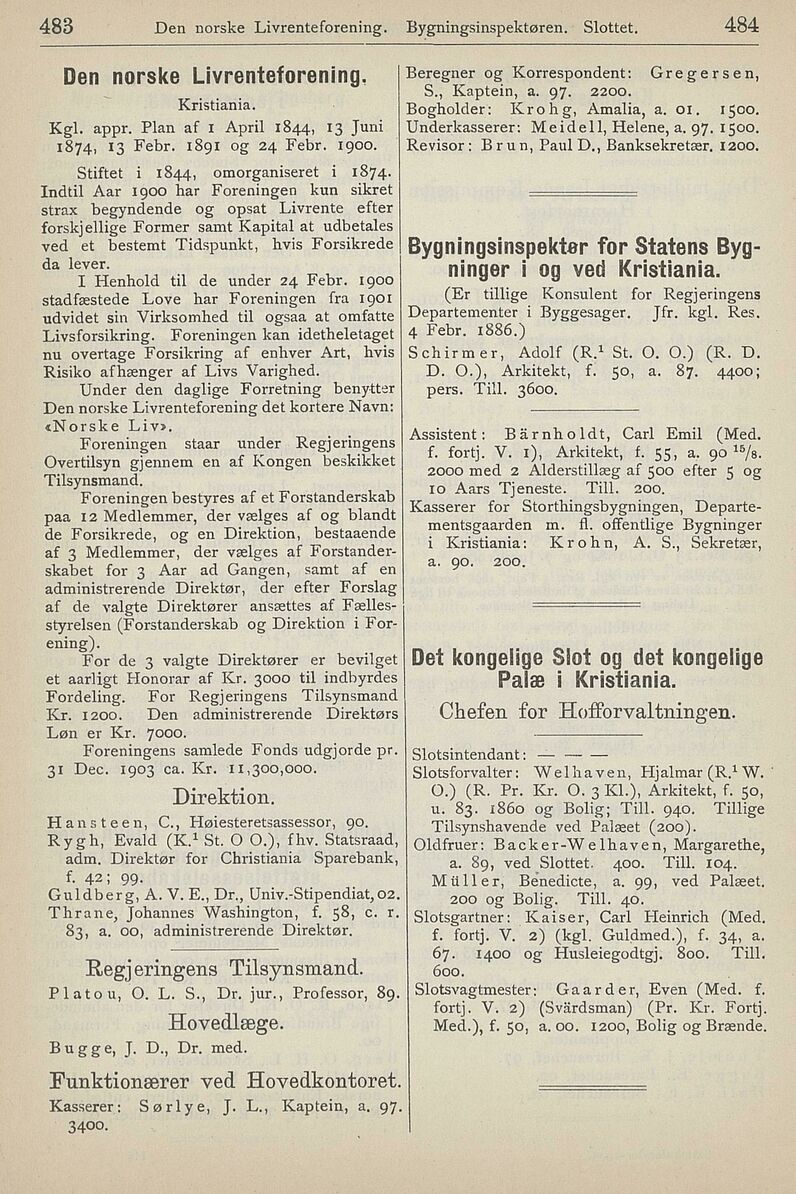 483 Den norske Livrenteforening. Bygningsinspektøren. Slottet. 484
Den norske Livrenteforening.
Kristiania.
Kgl. appr. Plan af 1 April 1844, 13 Juni
1874, 13 Febr. 1891 og 24 Febr. 1900.
Stiftet i 1844, omorganiseret i 1874.
Indtil Aar 1900 har Foreningen kun sikret
strax begyndende og opsat Livrente efter
forskjellige Former samt Kapital at udbetales
ved et bestemt Tidspunkt, hvis Forsikrede
da lever.
I Henhold til de under 24 Febr. 1900
stadfæstede Love har Foreningen fra 1901
udvidet sin Virksomhed til ogsaa at omfatte
Livsforsikring. Foreningen kan idetheletaget
nu overtage Forsikring af enhver Art, hvis
Risiko afhænger af Livs Varighed.
Under den daglige Forretning benytter
Den norske Livrenteforening det kortere Navn:
«Norske Liv».
Foreningen staar under Regjeringens
Overtilsyn gjennem en af Kongen beskikket
Tilsynsmand.
Foreningen bestyres af et Forstanderskab
paa 12 Medlemmer, der vælges af og blandt
de Forsikrede, og en Direktion, bestaaende
af 3 Medlemmer, der vælges af Forstander-
skabet for 3 Aar ad Gangen, samt af en
administrerende Direktør, der efter Forslag
af de valgte Direktører ansættes af Fælles-
styrelsen (Forstanderskab og Direktion i For-
ening).
For de 3 valgte Direktører er bevilget
et aarligt Honorar af Kr. 3000 til indbyrdes
Fordeling. For Regjeringens Tilsynsmand
Kr. 1200. Den administrerende Direktørs
Løn er Kr. 7000.
Foreningens samlede Fonds udgjorde pr.
31 Dec. 1903 ca. Kr. 11,300,000.
Direktion.
Hansteen, C., Høiesteretsassessor, 90.
Rygh, Evald (K.¹ St. O O.), fhv. Statsraad,
adm. Direktør for Christiania Sparebank,
f. 42; 99.
Guldberg, A. V. E., Dr., Univ.-Stipendiat, 02.
Thrane, Johannes Washington, f. 58, c. r.
83, a. 00, administrerende Direktør.
Regjeringens Tilsynsmand.
Platou, O. L. S., Dr. jur., Professor, 89.
Hovedlæge.
Bugge, J. D., Dr. med.
Funktionærer ved Hovedkontoret.
Kasserer: Sørlye, J. L., Kaptein, a. 97.
3400.
Beregner og Korrespondent: Gregersen,
S., Kaptein, a. 97. 2200.
Bogholder: Krohg, Amalia, a. 01. 1500.
Underkasserer: Meidell, Helene, a. 97. 1500.
Revisor: Brun, Paul D., Banksekretær. 1200.
Bygningsinspektør for Statens Byg-
ninger i og ved Kristiania.
(Er tillige Konsulent for Regjeringens
Departementer i Byggesager. Jfr. kgl. Res.
4 Febr. 1886.)
Schirmer, Adolf (R.¹ St. O. O.) (R. D.
D. O.), Arkitekt, f. 50, a. 87. 4400;
pers. Till. 3600.
Assistent: Bärnholdt, Carl Emil (Med.
f. fortj. V. 1), Arkitekt, f. 55, a. 90 ¹⁵/₈.
2000 med 2 Alderstillæg af 500 efter 5 og
10 Aars Tjeneste. Till. 200.
Kasserer for Storthingsbygningen, Departe-
mentsgaarden m. fl. offentlige Bygninger
i Kristiania: Krohn, A. S., Sekretær,
a. 90. 200.
Det kongelige Slot og det kongelige
Palæ i Kristiania.
Chefen for Hofforvaltningen.
Slotsintendant: — — —
Slotsforvalter: Welhaven, Hjalmar (R.¹ W.
O.) (R. Pr. Kr. O. 3 Kl.), Arkitekt, f. 50,
u. 83. 1860 og Bolig; Till. 940. Tillige
Tilsynshavende ved Palæet (200).
Oldfruer: Backer-Welhaven, Margarethe,
a. 89, ved Slottet. 400. Till. 104.
Müller, Benedicte, a. 99, ved Palæet.
200 og Bolig. Till. 40.
Slotsgartner: Kaiser, Carl Heinrich (Med.
f. fortj. V. 2) (kgl. Guldmed.), f. 34, a.
67. 1400 og Husleiegodtgj. 800. Till.
600.
Slotsvagtmester: Gaarder, Even (Med. f.
fortj. V. 2) (Svärdsman) (Pr. Kr. Fortj.
Med.), f. 50, a. 00. 1200, Bolig og Brænde.